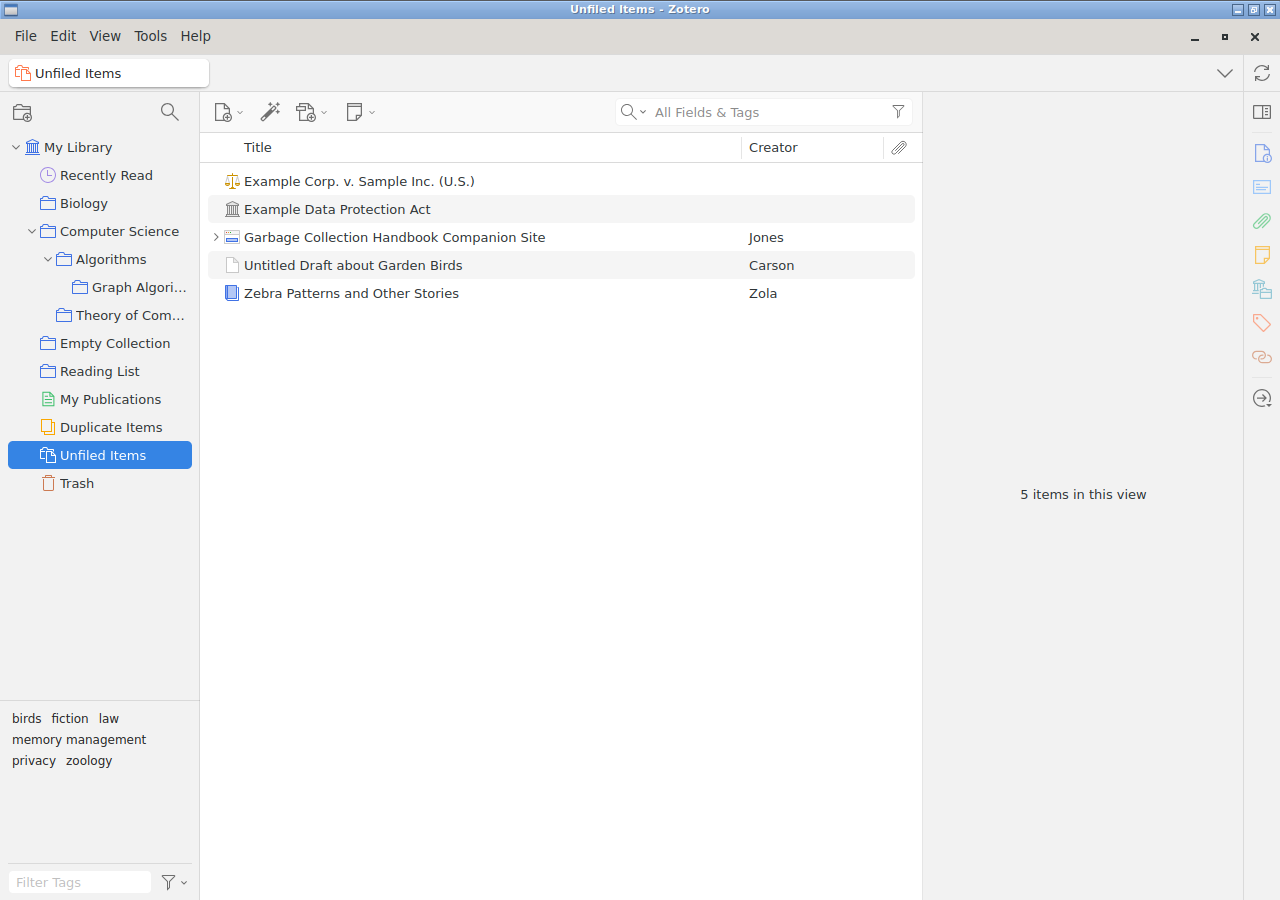 Unfiled Items - Zotero
File Edit View Tools Help
Unfiled Items
All Fields & Tags
My Library
Recently Read
Biology
Computer Science
Algorithms
Graph Algori...
Theory of Com...
Empty Collection
Reading List
My Publications
Duplicate Items
Unfiled Items
Trash
Title Creator
Example Corp. v. Sample Inc. (U.S.)
Example Data Protection Act
Garbage Collection Handbook Companion Site Jones
Untitled Draft about Garden Birds Carson
Zebra Patterns and Other Stories Zola
5 items in this view
birds fiction law
memory management
privacy zoology
Filter Tags